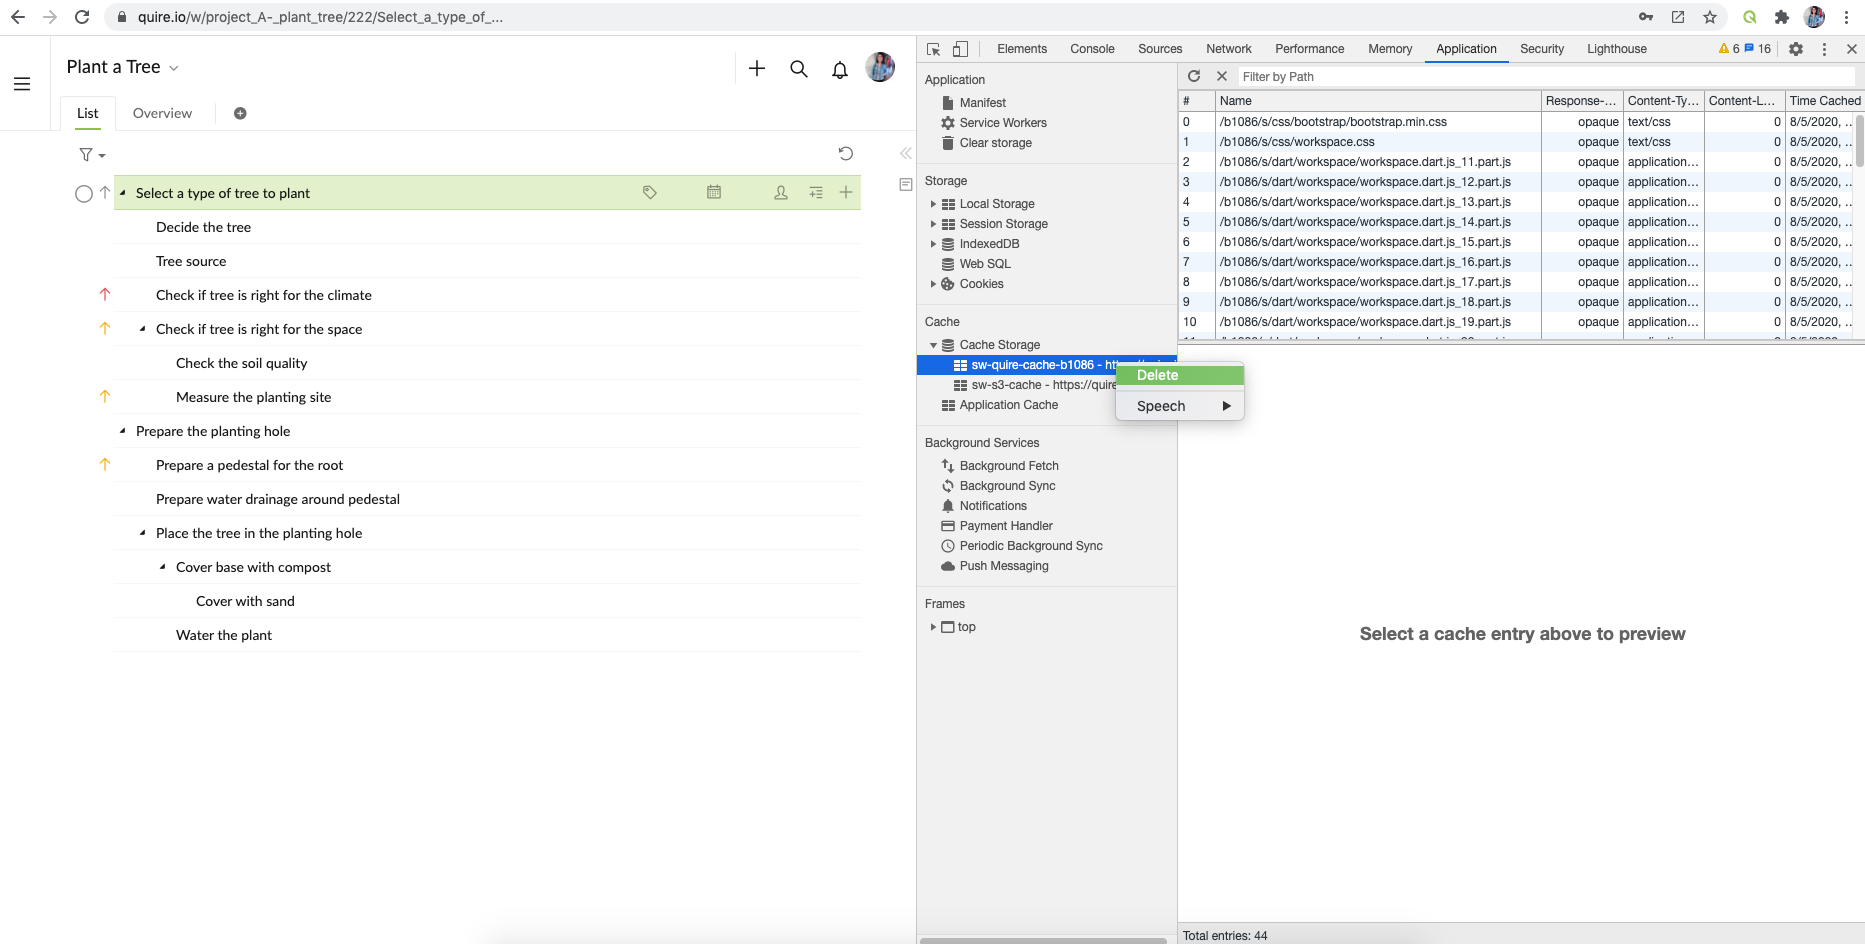 quire.io/w/project_A-_plant_tree/222/Select_a_type_of_...
Plant a Tree
List
Overview
Select a type of tree to plant
Decide the tree
Tree source
Check if tree is right for the climate
Check if tree is right for the space
Check the soil quality
Measure the planting site
Prepare the planting hole
Prepare a pedestal for the root
Prepare water drainage around pedestal
Place the tree in the planting hole
Cover base with compost
Cover with sand
Water the plant
Elements Console Sources Network Performance Memory Application Security Lighthouse 6 16
Application
Manifest
Service Workers
Clear storage
Storage
Local Storage
Session Storage
IndexedDB
Web SQL
Cookies
Cache
Cache Storage
sw-quire-cache-b1086 -
sw-s3-cache - https://quire
Application Cache
Delete
Speech
Background Services
Background Fetch
Background Sync
Notifications
Payment Handler
Periodic Background Sync
Push Messaging
Frames
top
Filter by Path
# Name Response-... Content-Ty... Content-L... Time Cached
0 /b1086/s/css/bootstrap/bootstrap.min.css opaque text/css 0 8/5/2020, ..
1 /b1086/s/css/workspace.css opaque text/css 0 8/5/2020, ..
2 /b1086/s/dart/workspace/workspace.dart.js_11.part.js opaque application... 0 8/5/2020, ..
3 /b1086/s/dart/workspace/workspace.dart.js_12.part.js opaque application... 0 8/5/2020, ..
4 /b1086/s/dart/workspace/workspace.dart.js_13.part.js opaque application... 0 8/5/2020, ..
5 /b1086/s/dart/workspace/workspace.dart.js_14.part.js opaque application... 0 8/5/2020, ..
6 /b1086/s/dart/workspace/workspace.dart.js_15.part.js opaque application... 0 8/5/2020, ..
7 /b1086/s/dart/workspace/workspace.dart.js_16.part.js opaque application... 0 8/5/2020, ..
8 /b1086/s/dart/workspace/workspace.dart.js_17.part.js opaque application... 0 8/5/2020, ..
9 /b1086/s/dart/workspace/workspace.dart.js_18.part.js opaque application... 0 8/5/2020, ..
10 /b1086/s/dart/workspace/workspace.dart.js_19.part.js opaque application... 0 8/5/2020, ..
Select a cache entry above to preview
Total entries: 44